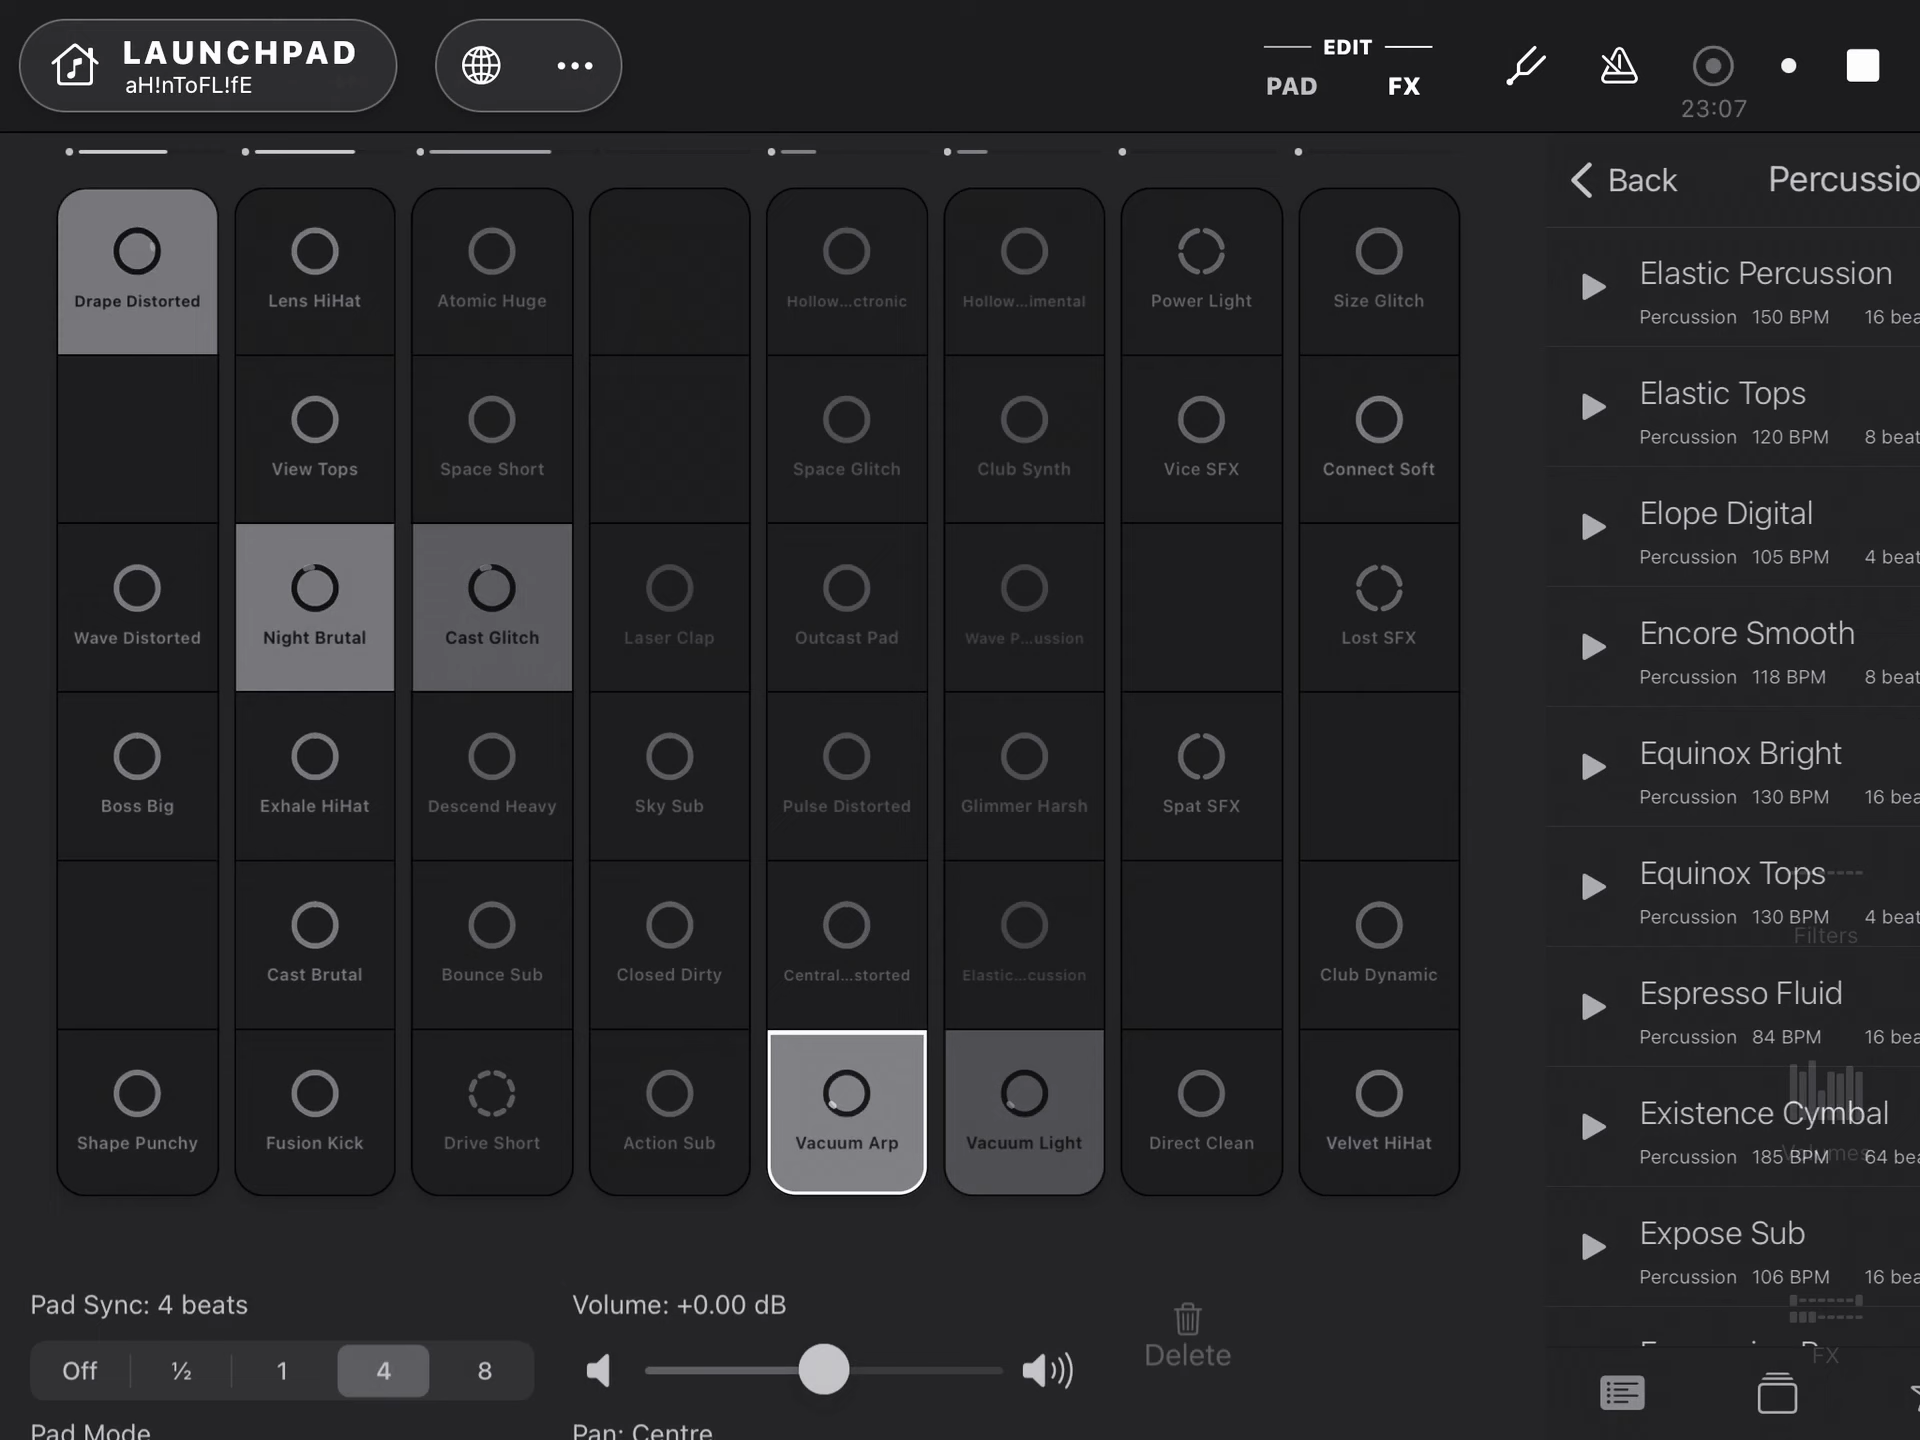 LAUNCHPAD
aH!nToFL!fE
EDIT
PAD FX
23:07
Back Percussio
Drape Distorted Lens HiHat Atomic Huge Hollow...ctronic Hollow...imental Power Light Size Glitch
View Tops Space Short Space Glitch Club Synth Vice SFX Connect Soft
Wave Distorted Night Brutal Cast Glitch Laser Clap Outcast Pad Wave P...ussion Lost SFX
Boss Big Exhale HiHat Descend Heavy Sky Sub Pulse Distorted Glimmer Harsh Spat SFX
Cast Brutal Bounce Sub Closed Dirty Central...storted Elastic...cussion Club Dynamic
Shape Punchy Fusion Kick Drive Short Action Sub Vacuum Arp Vacuum Light Direct Clean Velvet HiHat
Elastic Percussion
Percussion 150 BPM 16 bea
Elastic Tops
Percussion 120 BPM 8 beat
Elope Digital
Percussion 105 BPM 4 beat
Encore Smooth
Percussion 118 BPM 8 beat
Equinox Bright
Percussion 130 BPM 16 bea
Equinox Tops
Percussion 130 BPM 4 beat
Filters
Espresso Fluid
Percussion 84 BPM 16 bea
Existence Cymbal
Percussion 185 BPM 64 bea
Volumes
Expose Sub
Percussion 106 BPM 16 bea
FX
Pad Sync: 4 beats
Off ½ 1 4 8
Volume: +0.00 dB
Delete
Pad Mode
Pan: Centre